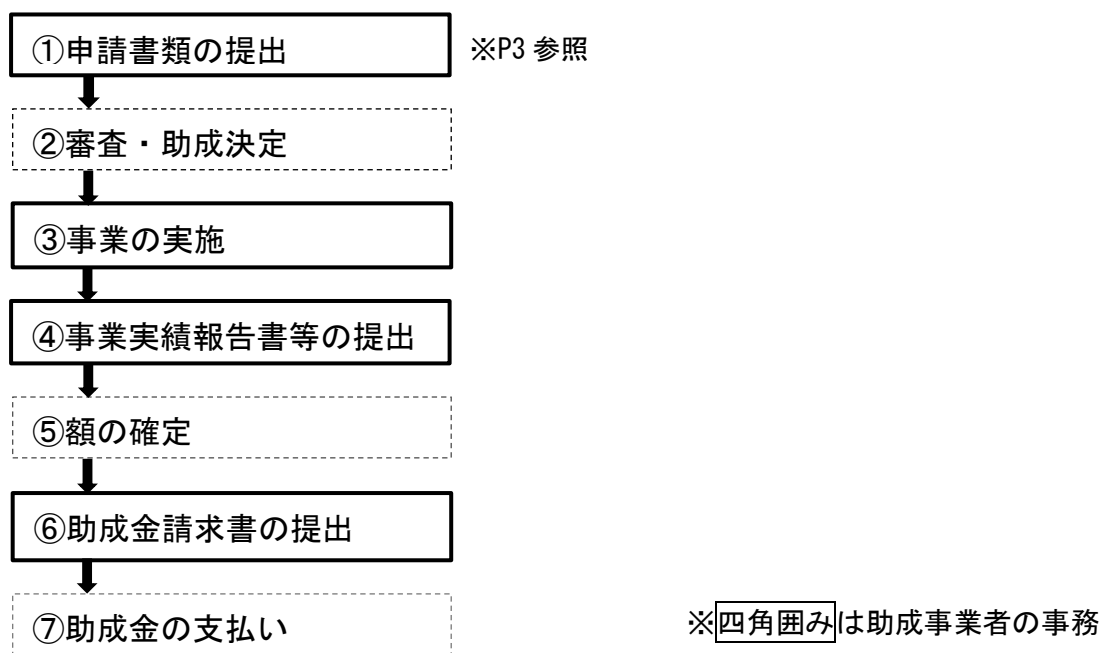 ①申請書類の提出 ※P3 参照
②審査・助成決定
③事業の実施
④事業実績報告書等の提出
⑤額の確定
⑥助成金請求書の提出
⑦助成金の支払い
※四角囲みは助成事業者の事務